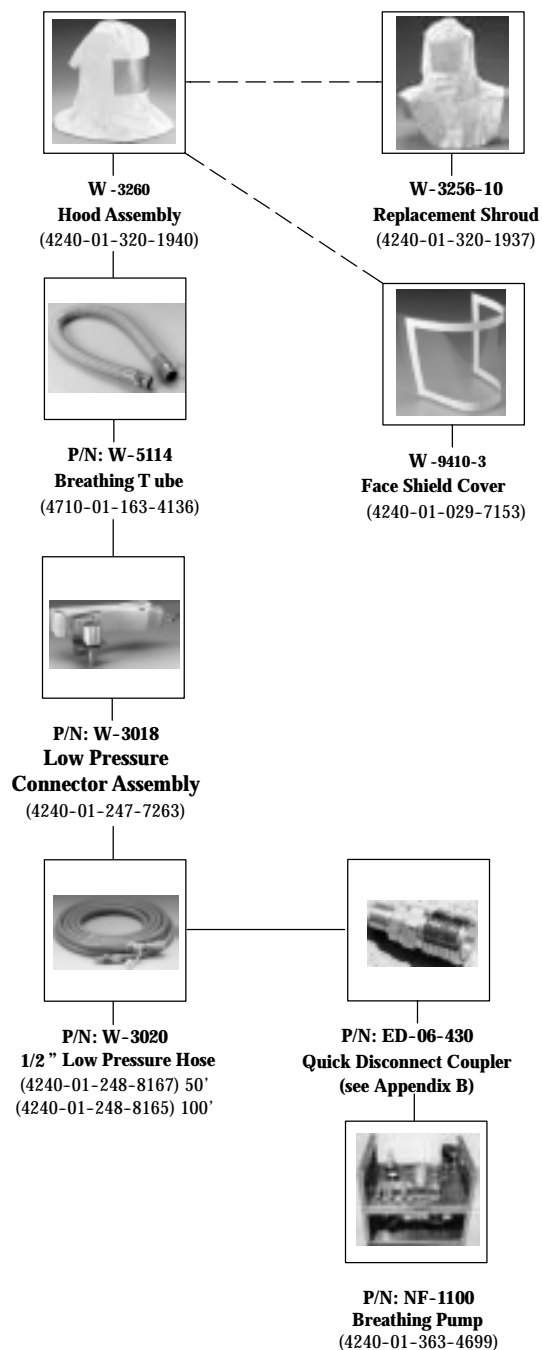 W -3260
Hood Assembly
(4240-01-320-1940)
W-3256-10
Replacement Shroud
(4240-01-320-1937)
P/N: W-5114
Breathing T ube
(4710-01-163-4136)
W -9410-3
Face Shield Cover
(4240-01-029-7153)
P/N: W-3018
Low Pressure
Connector Assembly
(4240-01-247-7263)
P/N: W-3020
1/2 ” Low Pressure Hose
(4240-01-248-8167) 50’
(4240-01-248-8165) 100’
P/N: ED-06-430
Quick Disconnect Coupler
(see Appendix B)
P/N: NF-1100
Breathing Pump
(4240-01-363-4699)